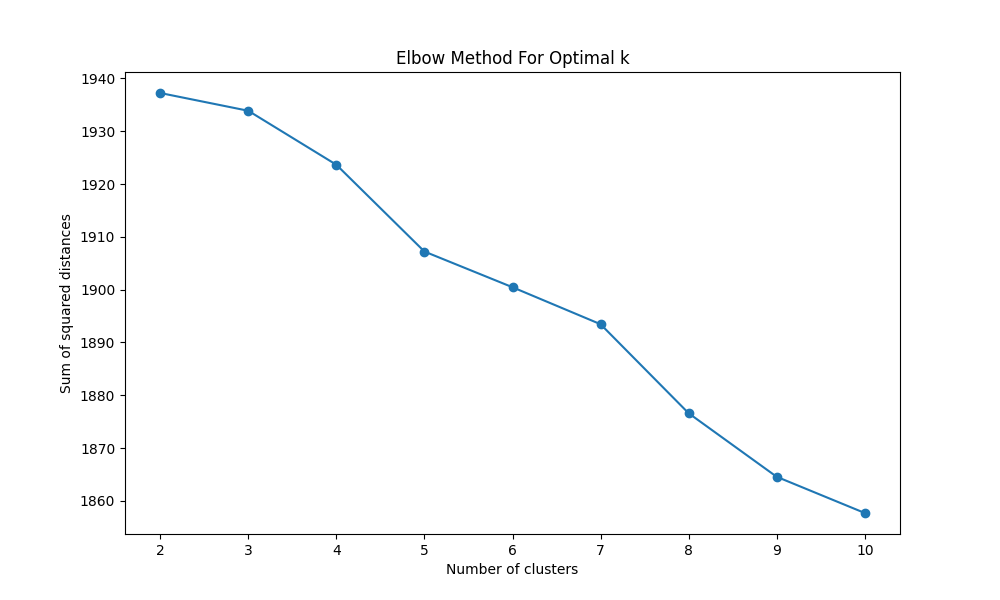 Elbow Method For Optimal k
1940
1930
1920
1910
1900
1890
1880
1870
1860
Sum of squared distances
2 3 4 5 6 7 8 9 10
Number of clusters